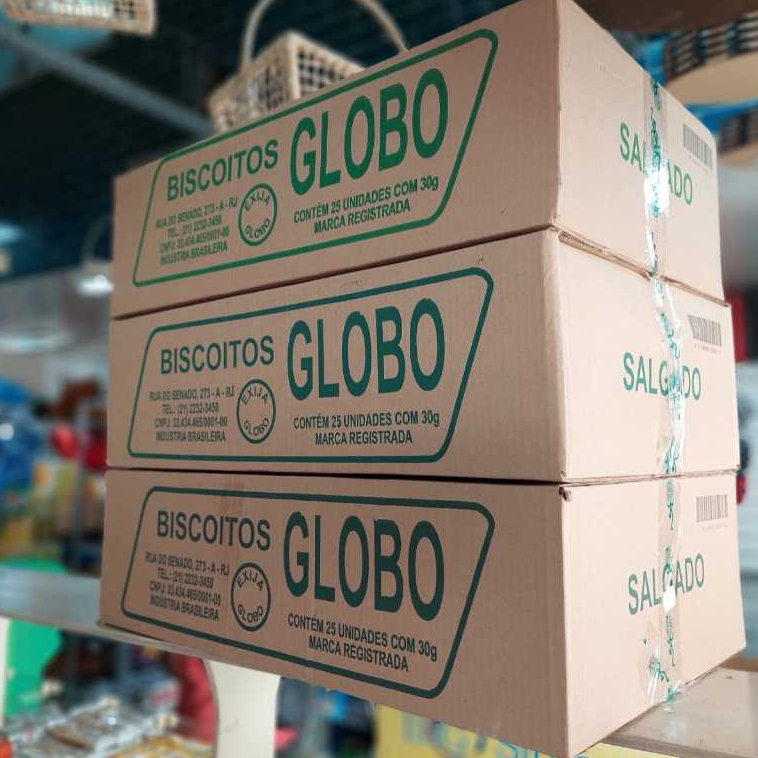 BISCOITOS GLOBO
RUA DO SENADO, 273 - A - RJ
TEL.: (21) 2232-3450
CNPJ: 33.434.465/0001-00
INDÚSTRIA BRASILEIRA
EXIJA GLOBO
CONTÉM 25 UNIDADES COM 30g
MARCA REGISTRADA
SALGADO
BISCOITOS GLOBO
RUA DO SENADO, 273 - A - RJ
TEL.: (21) 2232-3450
CNPJ: 33.434.465/0001-00
INDÚSTRIA BRASILEIRA
EXIJA GLOBO
CONTÉM 25 UNIDADES COM 30g
MARCA REGISTRADA
SALGADO
BISCOITOS GLOBO
RUA DO SENADO, 273 - A - RJ
TEL.: (21) 2232-3450
CNPJ: 33.434.465/0001-00
INDÚSTRIA BRASILEIRA
EXIJA GLOBO
CONTÉM 25 UNIDADES COM 30g
MARCA REGISTRADA
SALGADO